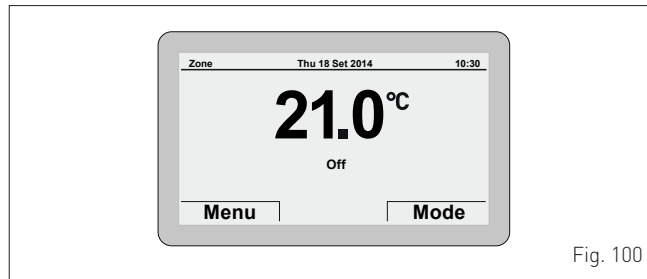 Zone Thu 18 Set 2014 10:30
21.0°C
Off
Menu Mode
Fig. 100